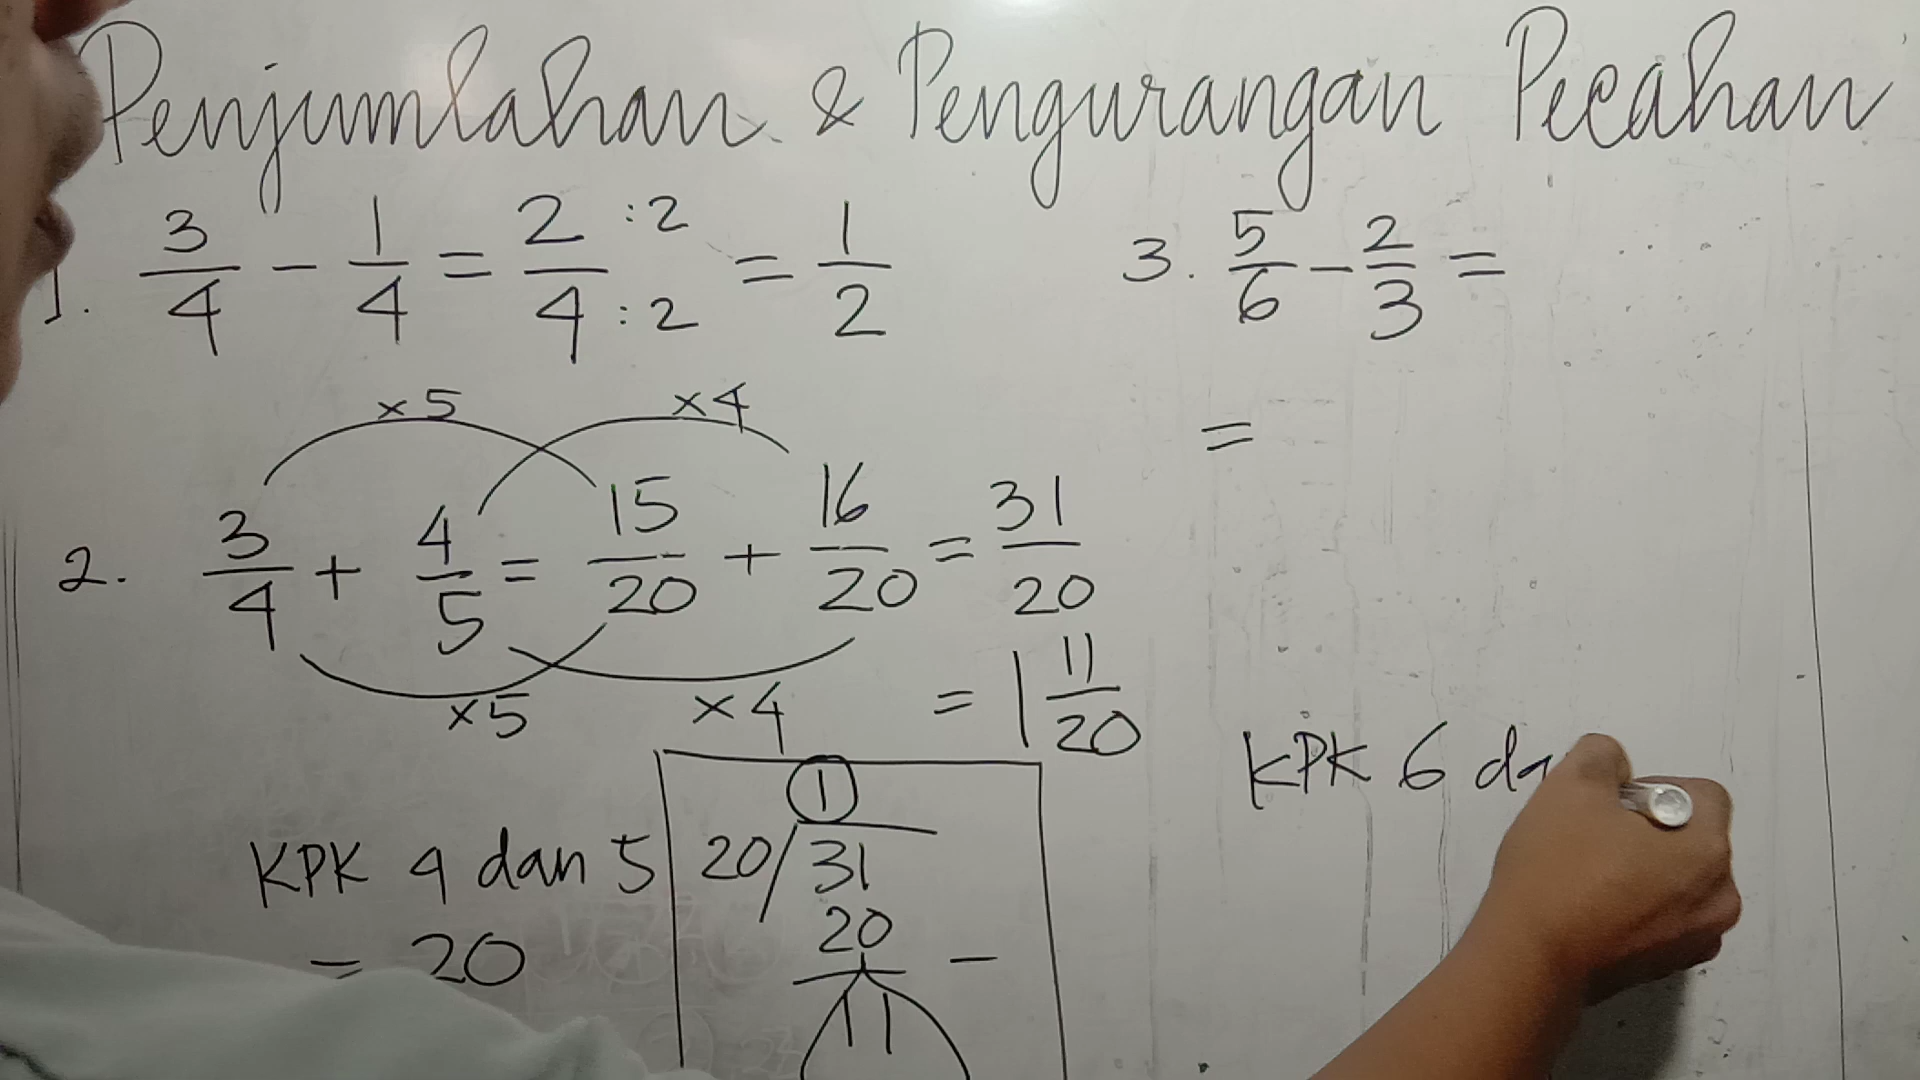 Penjumlahan & Pengurangan Pecahan
1. 3/4 - 1/4 = 2/4 :2 :2 = 1/2
×5 ×4
2. 3/4 + 4/5 = 15/20 + 16/20 = 31/20
×5 ×4
= 1 11/20
KPK 4 dan 5
= 20
1
20/31
20 -
11
3. 5/6 - 2/3 =
=
KPK 6